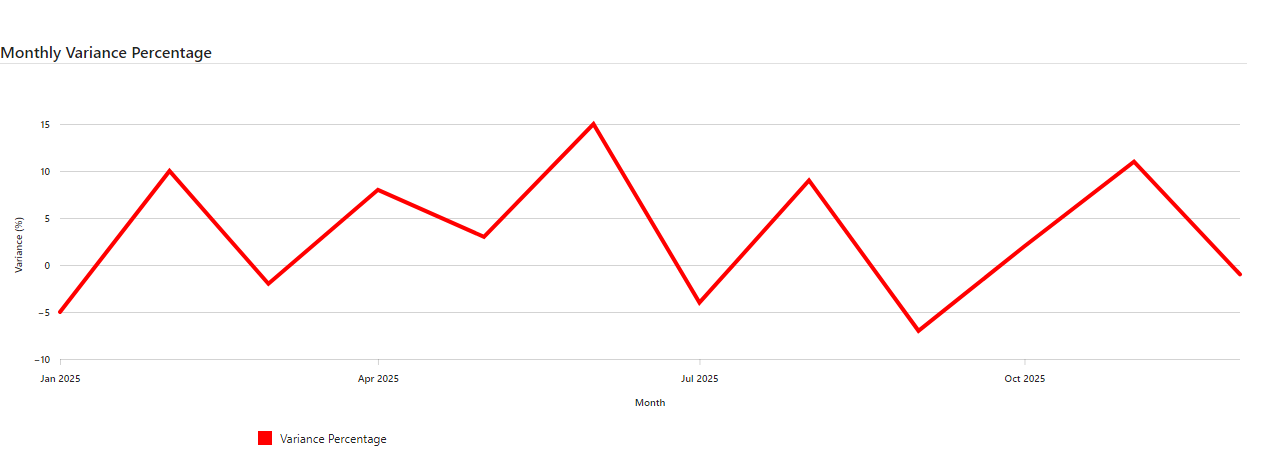 Monthly Variance Percentage
15
10
5
0
−5
−10
Variance (%)
Jan 2025 Apr 2025 Jul 2025 Oct 2025
Month
Variance Percentage